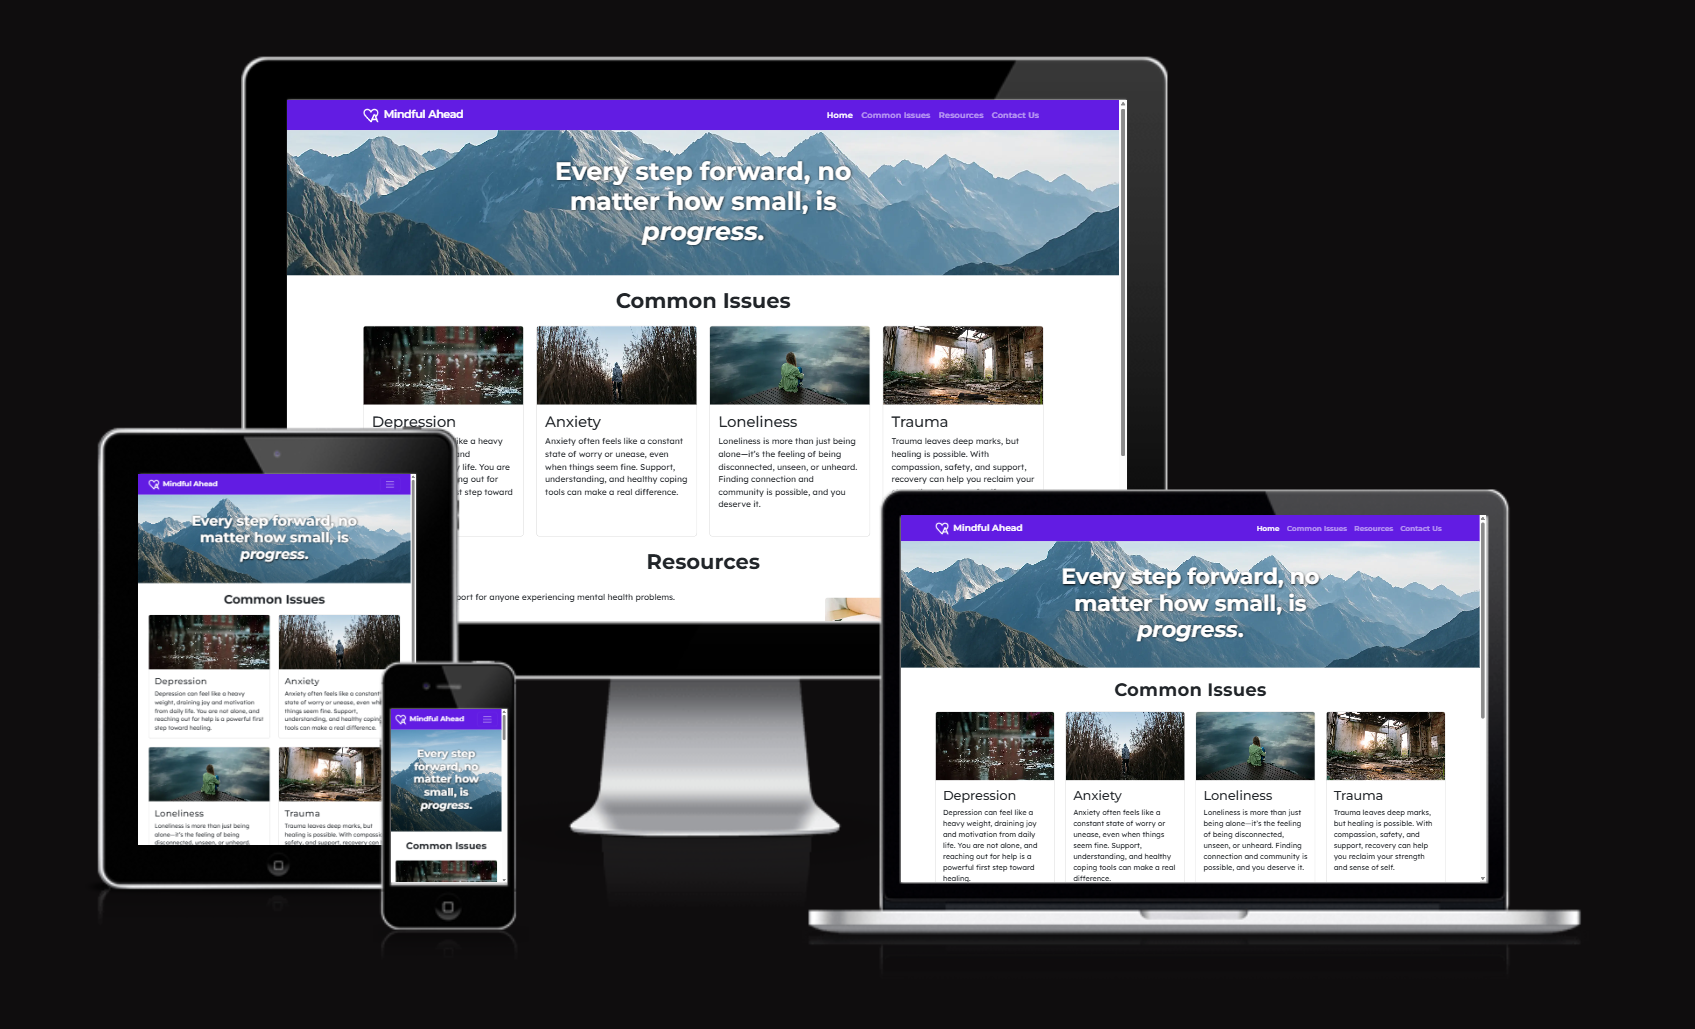 Mindful Ahead
Home Common Issues Resources Contact Us
Every step forward, no
matter how small, is
progress.
Common Issues
Depression
ike a heavy
and
life. You are
ng out for
t step toward
Anxiety
Anxiety often feels like a constant
state of worry or unease, even
when things seem fine. Support,
understanding, and healthy coping
tools can make a real difference.
Loneliness
Loneliness is more than just being
alone—it's the feeling of being
disconnected, unseen, or unheard.
Finding connection and
community is possible, and you
deserve it.
Trauma
Trauma leaves deep marks, but
healing is possible. With
compassion, safety, and support,
recovery can help you reclaim your
Resources
port for anyone experiencing mental health problems.
Mindful Ahead
Every step forward, no
matter how small, is
progress.
Common Issues
Depression
Depression can feel like a heavy
weight, draining joy and motivation
from daily life. You are not alone, and
reaching out for help is a powerful first
step toward healing.
Anxiety
Anxiety often feels like a constant
state of worry or unease, even wh
things seem fine. Support,
understanding, and healthy coping
tools can make a real difference.
Loneliness
Loneliness is more than just being
alone—it's the feeling of being
disconnected, unseen, or unheard.
Trauma
Trauma leaves deep marks, but
healing is possible. With compassi
safety, and support, recovery can
Mindful Ahead
Every step
forward, no
matter how
small, is
progress.
Common Issues
Mindful Ahead
Home Common Issues Resources Contact Us
Every step forward, no
matter how small, is
progress.
Common Issues
Depression
Depression can feel like a
heavy weight, draining joy
and motivation from daily
life. You are not alone, and
reaching out for help is a
powerful first step toward
healing.
Anxiety
Anxiety often feels like a
constant state of worry or
unease, even when things
seem fine. Support,
understanding, and healthy
coping tools can make a real
difference.
Loneliness
Loneliness is more than just
being alone—it's the feeling
of being disconnected,
unseen, or unheard. Finding
connection and community is
possible, and you deserve it.
Trauma
Trauma leaves deep marks,
but healing is possible. With
compassion, safety, and
support, recovery can help
you reclaim your strength
and sense of self.